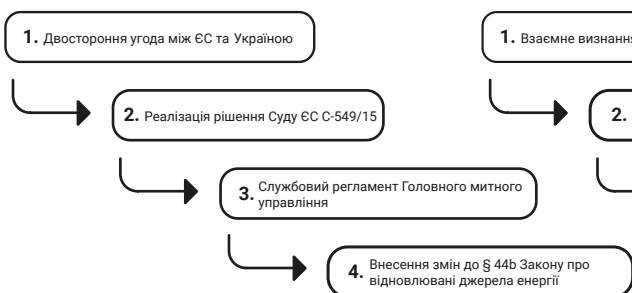 1. Двостороння угода між ЄС та Україною
2. Реалізація рішення Суду ЄС C-549/15
3. Службовий регламент Головного митного
управління
4. Внесення змін до § 44b Закону про
відновлювані джерела енергії
1. Взаємне визнання
2.